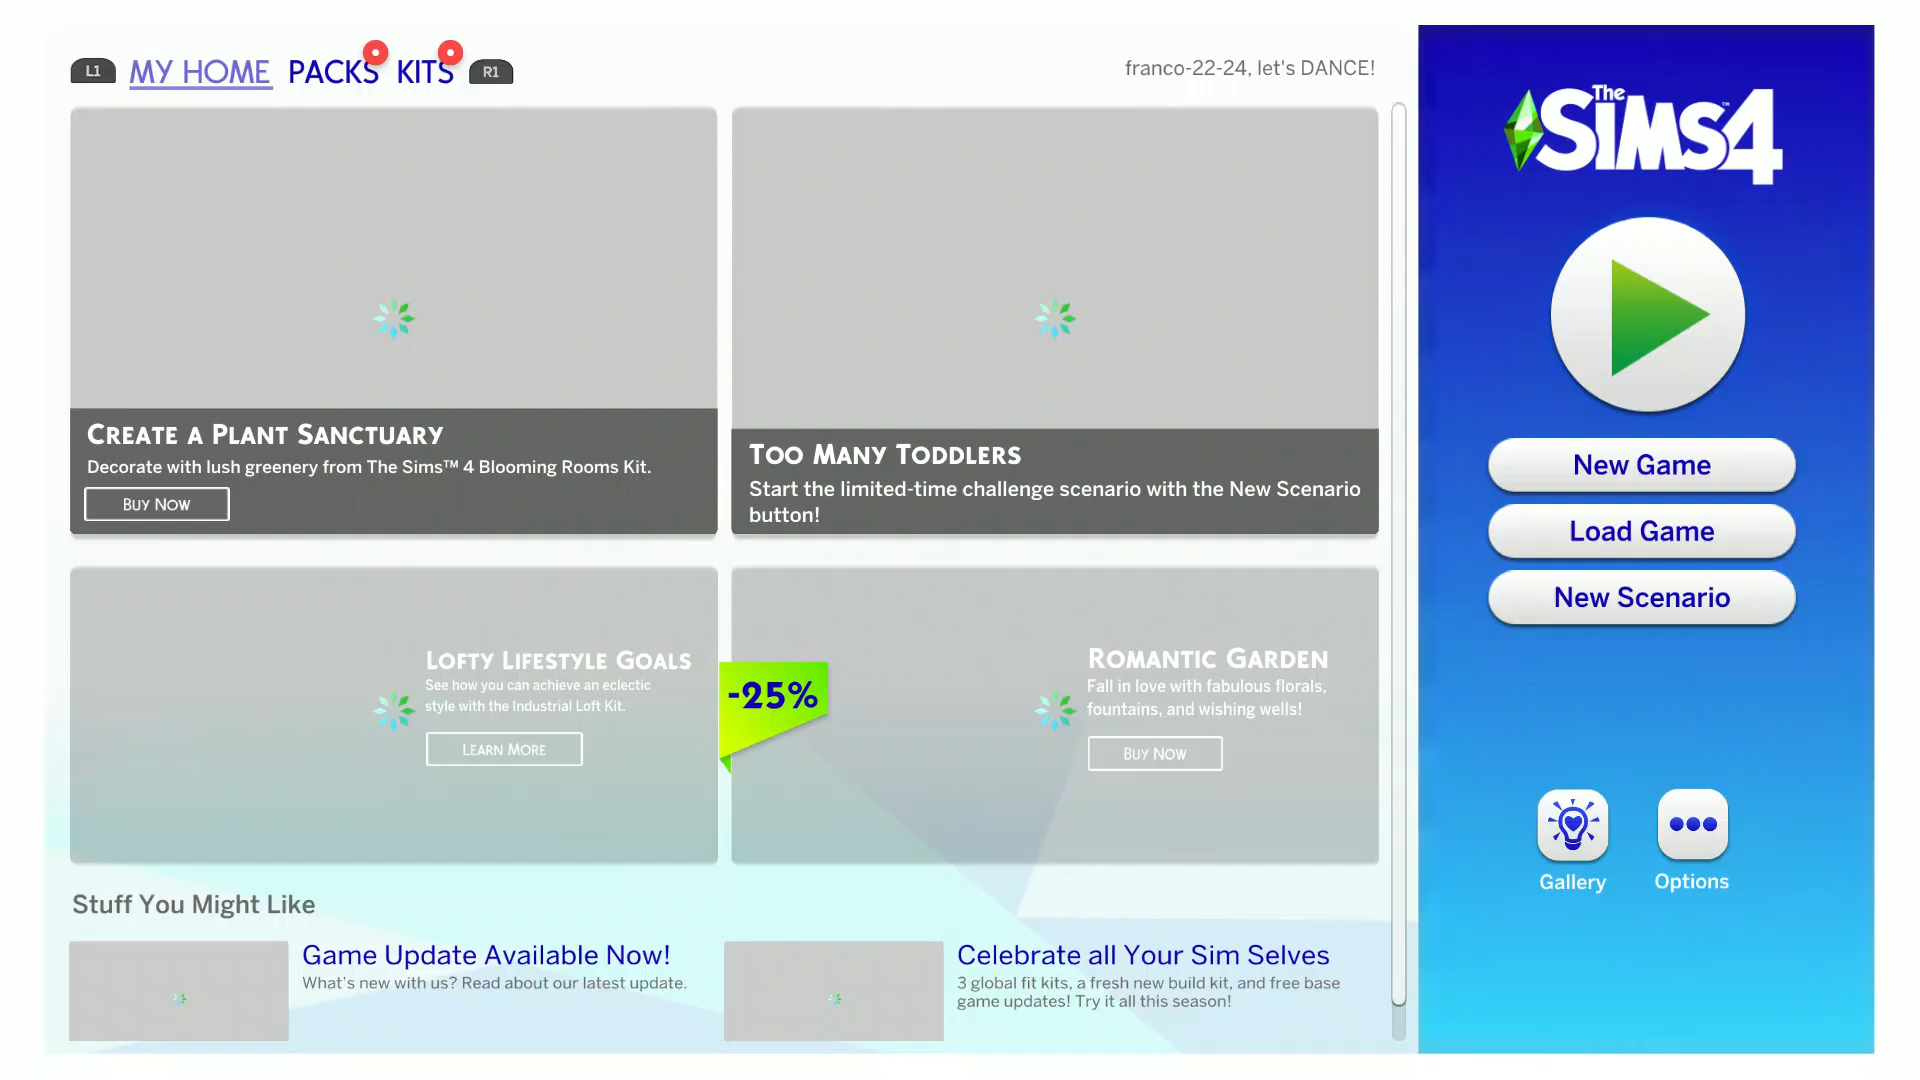 L1
MY HOME
PACKS
KITS
R1
franco-22-24, let's DANCE!
The Sims 4 ™
CREATE A PLANT SANCTUARY
Decorate with lush greenery from The Sims™ 4 Blooming Rooms Kit.
BUY NOW
TOO MANY TODDLERS
Start the limited-time challenge scenario with the New Scenario
button!
New Game
Load Game
New Scenario
LOFTY LIFESTYLE GOALS
See how you can achieve an eclectic
style with the Industrial Loft Kit.
LEARN MORE
-25%
ROMANTIC GARDEN
Fall in love with fabulous florals,
fountains, and wishing wells!
BUY NOW
Gallery
Options
Stuff You Might Like
Game Update Available Now!
What's new with us? Read about our latest update.
Celebrate all Your Sim Selves
3 global fit kits, a fresh new build kit, and free base
game updates! Try it all this season!